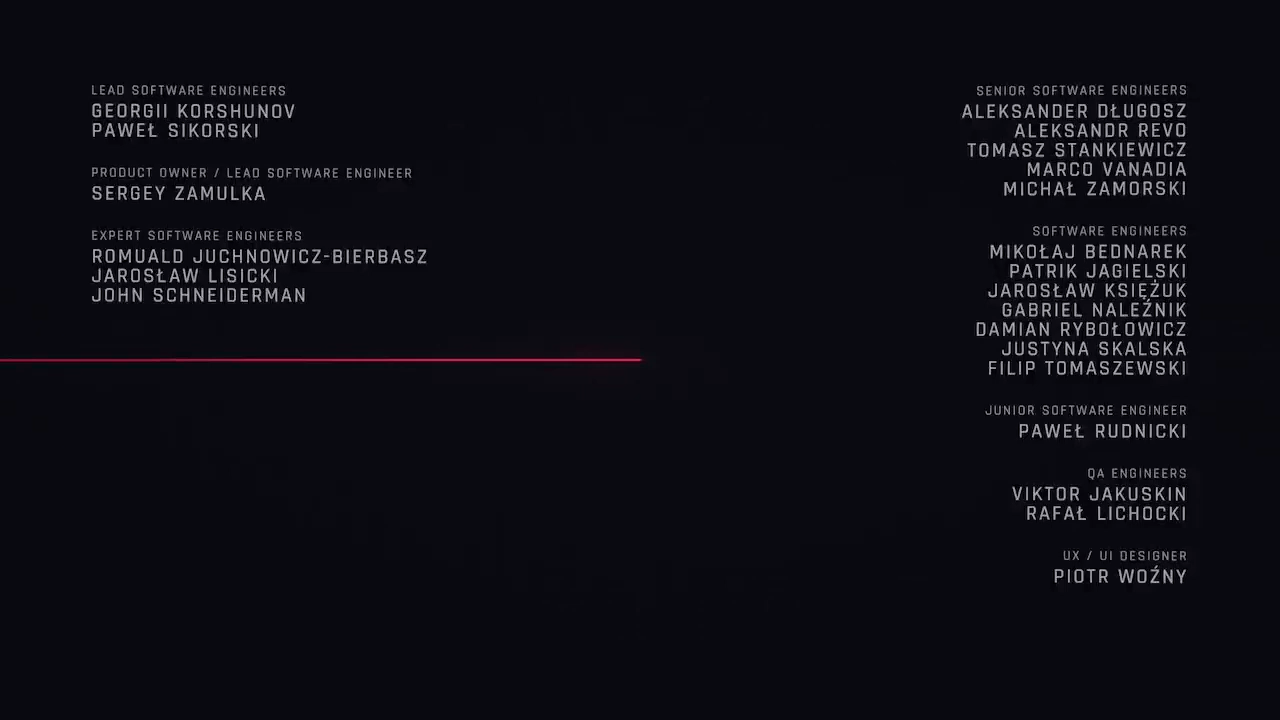 LEAD SOFTWARE ENGINEERS
GEORGII KORSHUNOV
PAWEŁ SIKORSKI
PRODUCT OWNER / LEAD SOFTWARE ENGINEER
SERGEY ZAMULKA
EXPERT SOFTWARE ENGINEERS
ROMUALD JUCHNOWICZ-BIERBASZ
JAROSŁAW LISICKI
JOHN SCHNEIDERMAN
SENIOR SOFTWARE ENGINEERS
ALEKSANDER DŁUGOSZ
ALEKSANDR REVO
TOMASZ STANKIEWICZ
MARCO VANADIA
MICHAŁ ZAMORSKI
SOFTWARE ENGINEERS
MIKOŁAJ BEDNAREK
PATRIK JAGIELSKI
JAROSŁAW KSIĘŻUK
GABRIEL NALEŹNIK
DAMIAN RYBOŁOWICZ
JUSTYNA SKALSKA
FILIP TOMASZEWSKI
JUNIOR SOFTWARE ENGINEER
PAWEŁ RUDNICKI
QA ENGINEERS
VIKTOR JAKUSKIN
RAFAŁ LICHOCKI
UX / UI DESIGNER
PIOTR WOŹNY